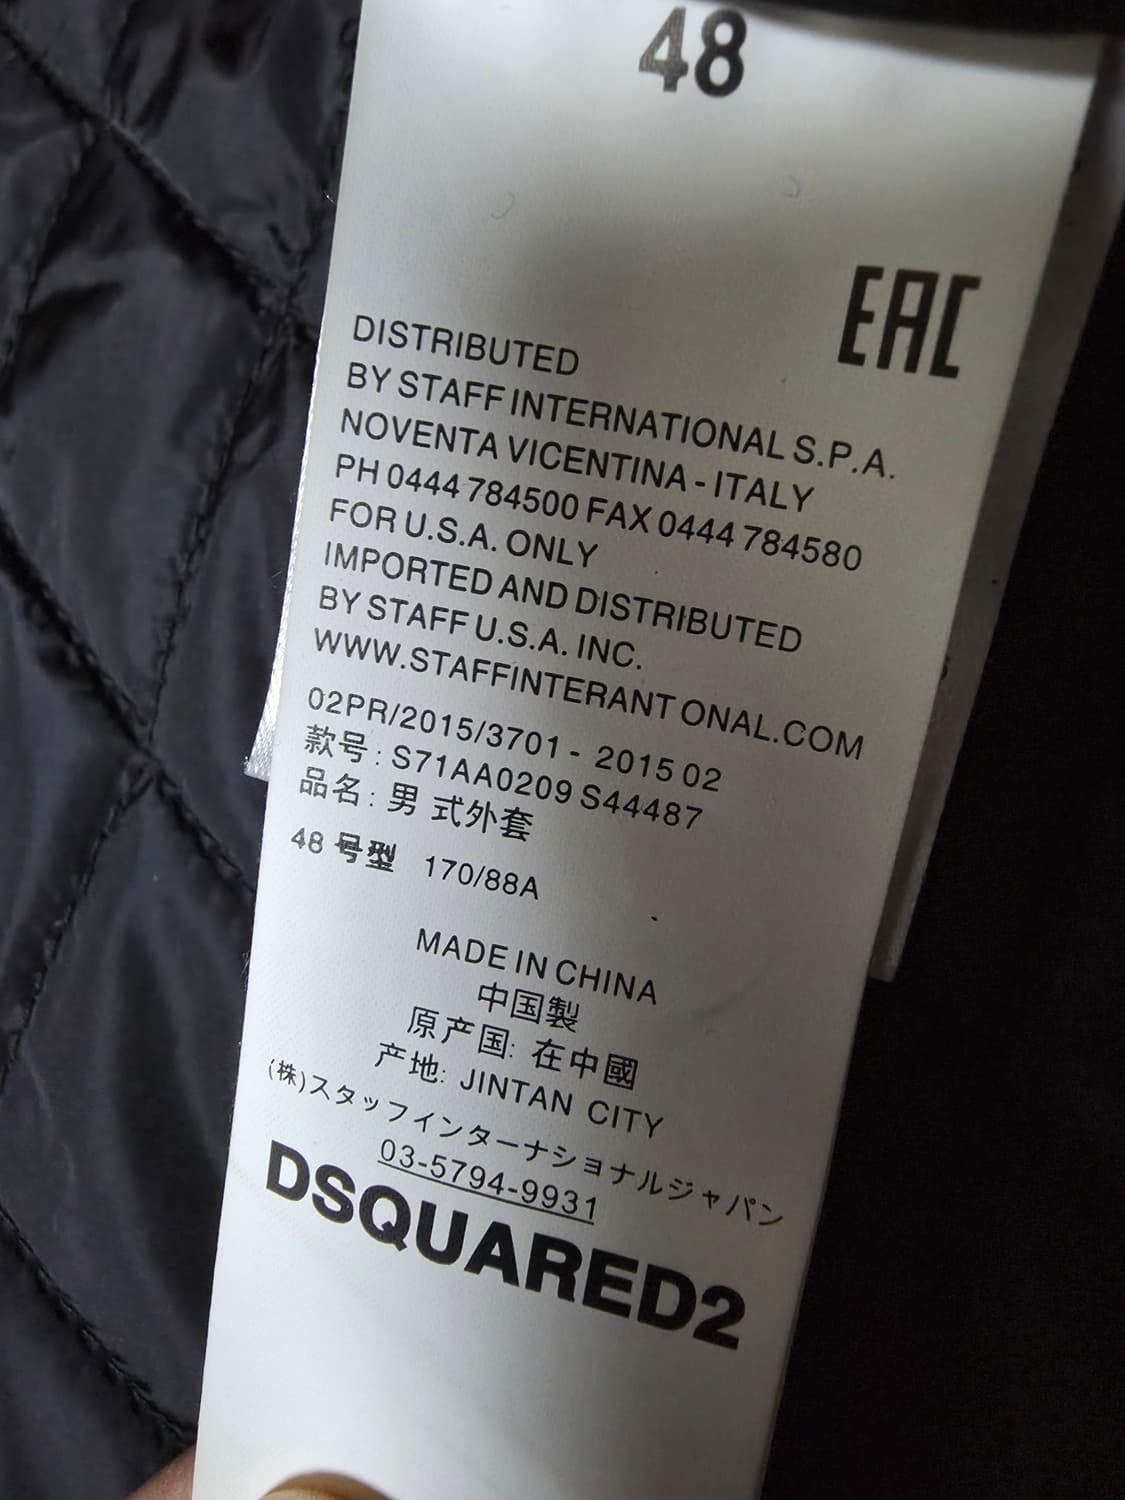 48
EAC
DISTRIBUTED
BY STAFF INTERNATIONAL S.P.A.
NOVENTA VICENTINA - ITALY
PH 0444 784500 FAX 0444 784580
FOR U.S.A. ONLY
IMPORTED AND DISTRIBUTED
BY STAFF U.S.A. INC.
WWW.STAFFINTERANT ONAL.COM
02PR/2015/3701 - 2015 02
款号: S71AA0209 S44487
品名: 男 式外套
48 号型 170/88A
MADE IN CHINA
中国製
原产国: 在中國
产地: JINTAN CITY
(株)スタッフインターナショナルジャパン
03-5794-9931
DSQUARED2